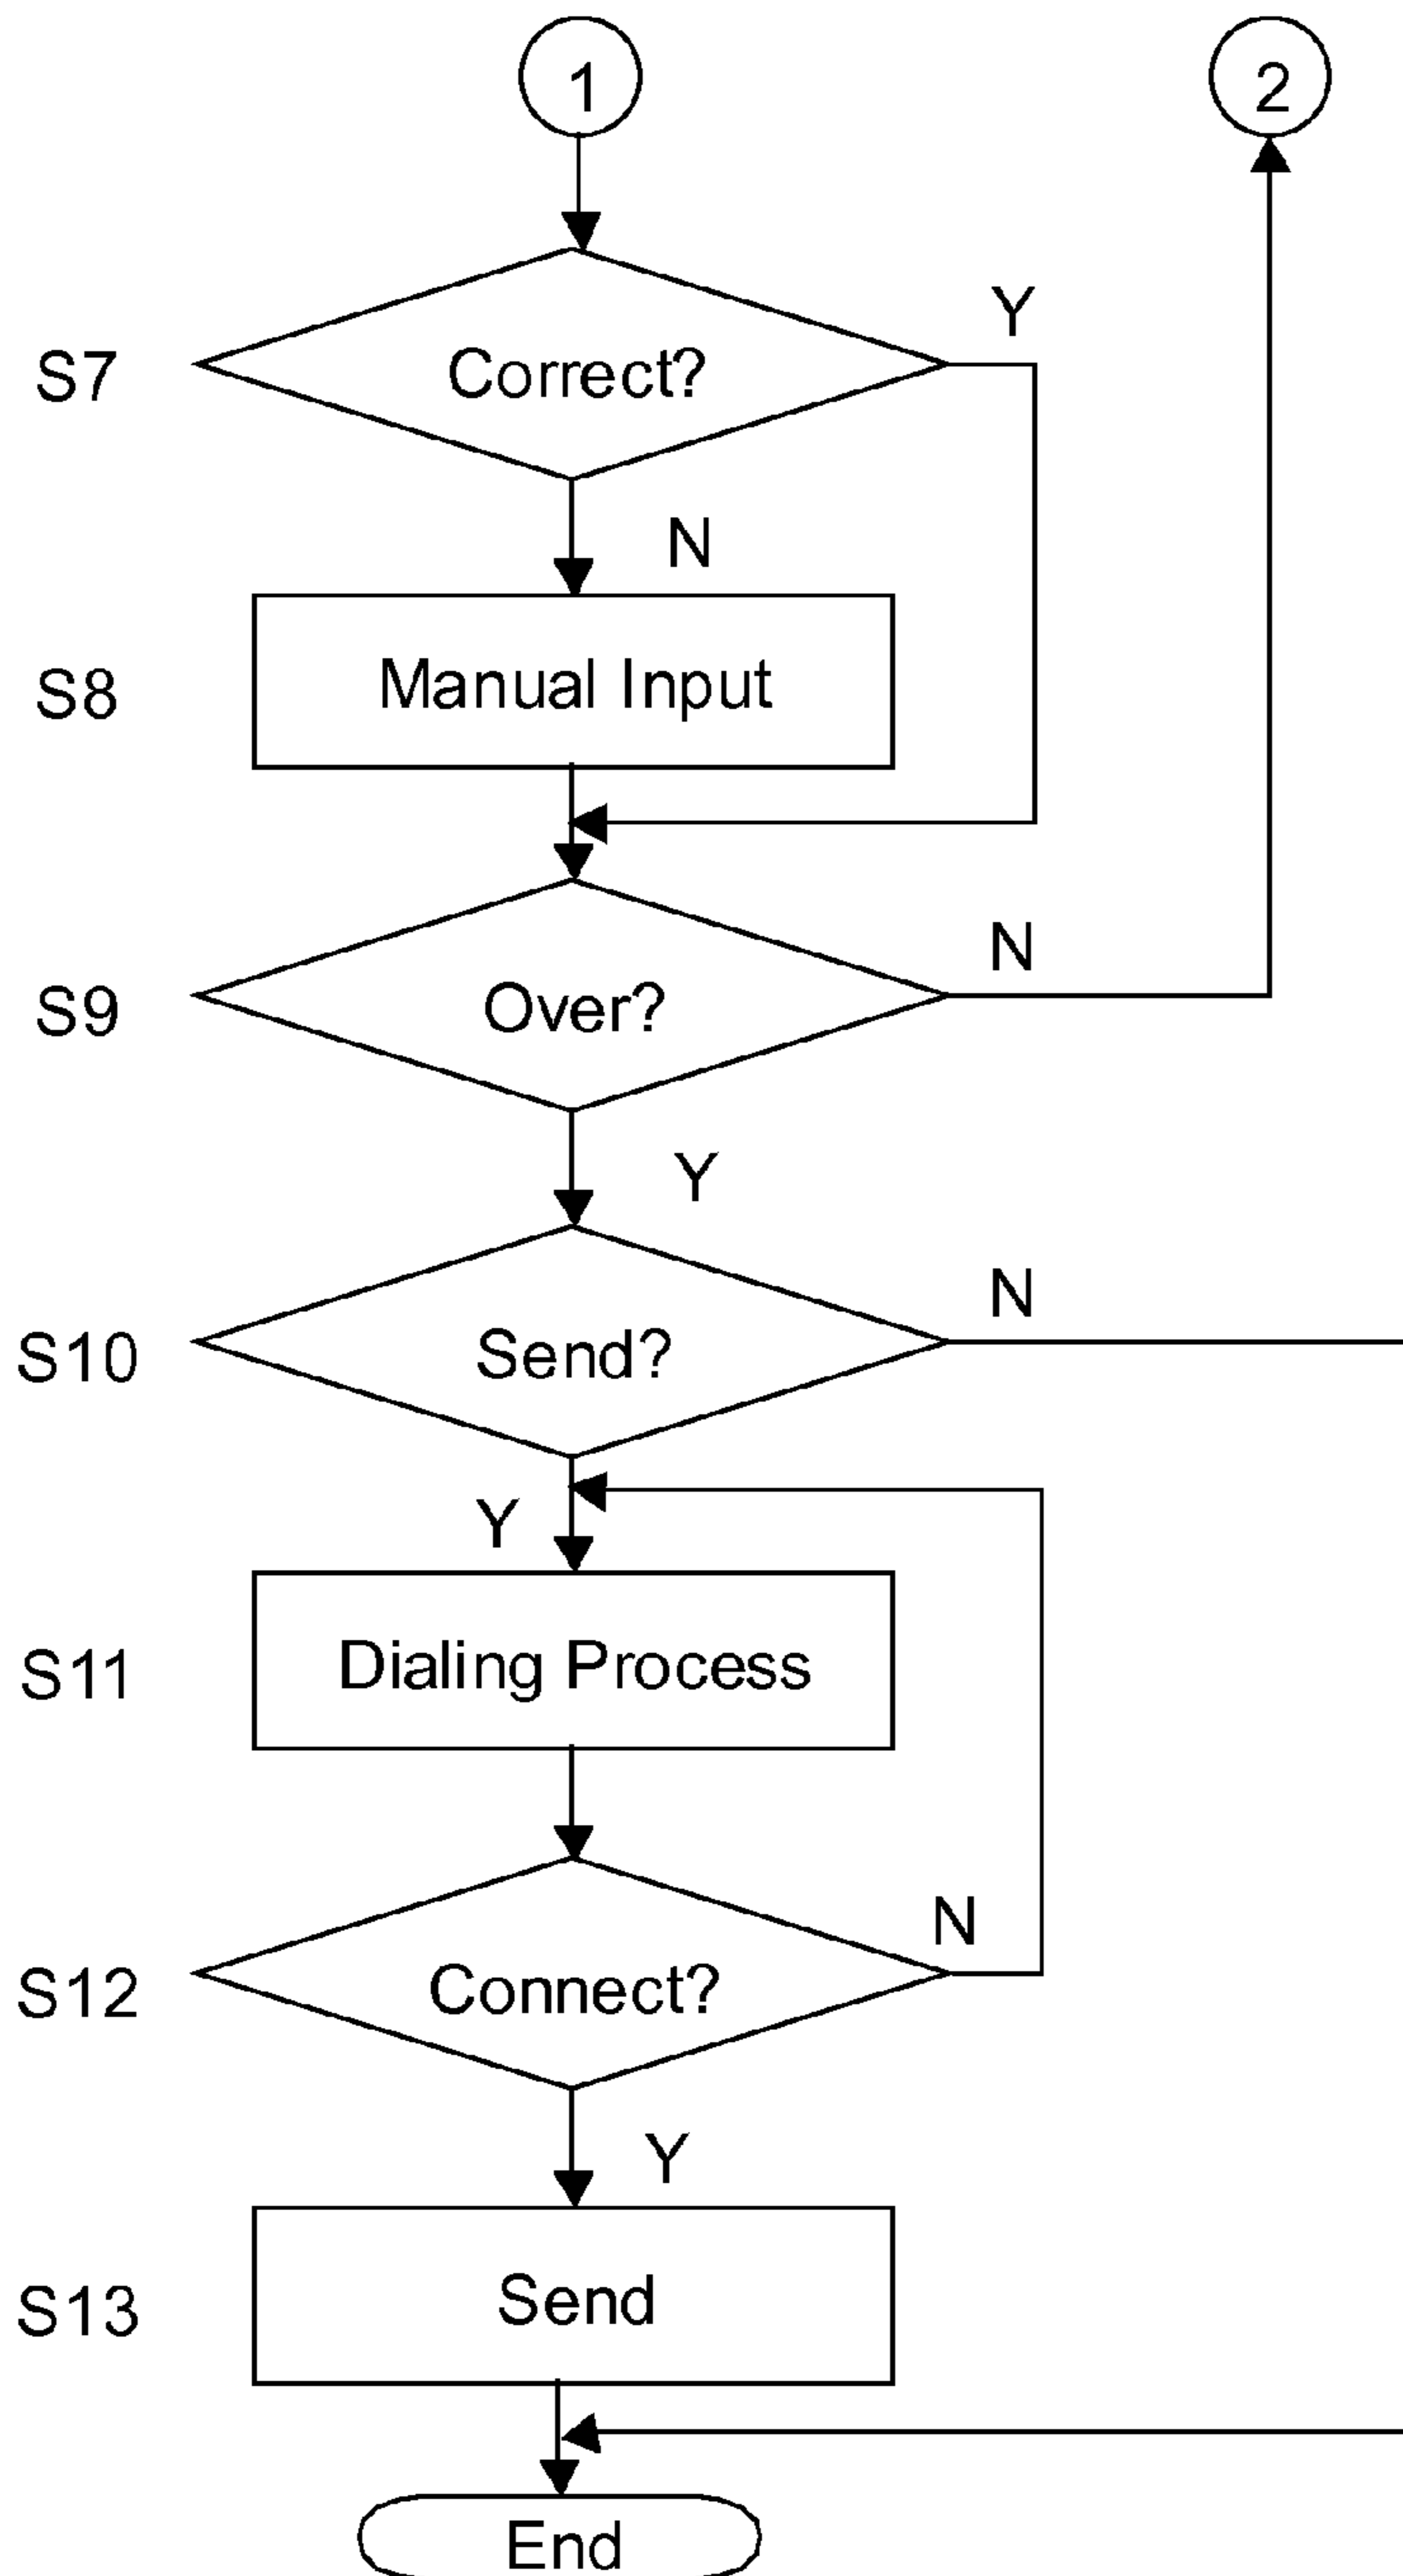 1
2
Y
S7
Correct?
N
S8
Manual Input
N
S9
Over?
Y
N
S10
Send?
Y
S11
Dialing Process
N
S12
Connect?
Y
S13
Send
End